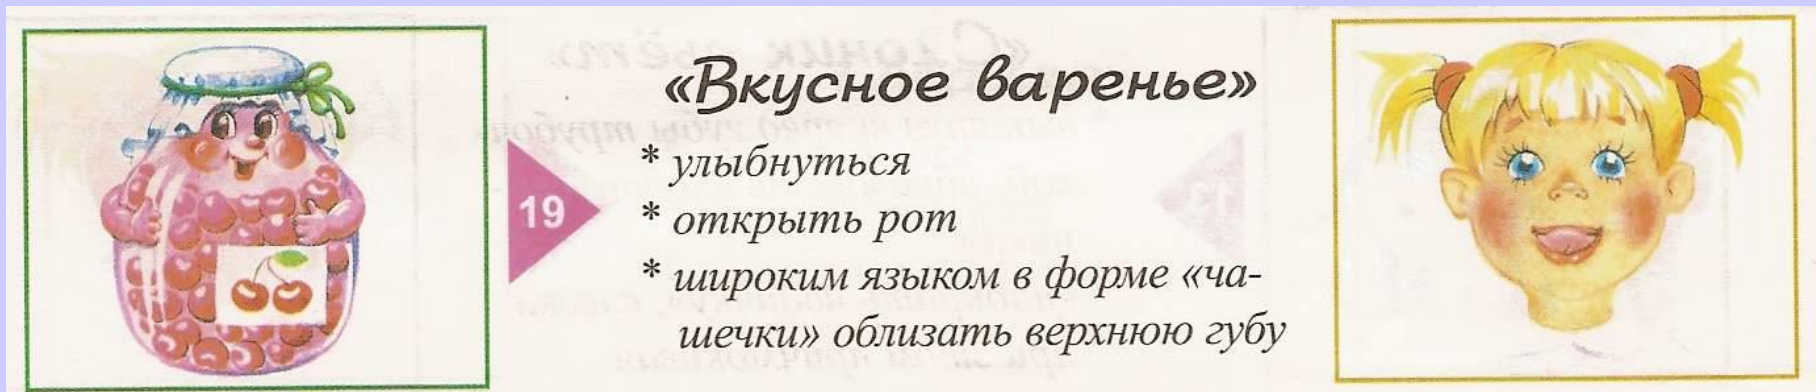 «Вкусное варенье»
* улыбнуться
* открыть рот
19
* широким языком в форме «ча-
шечки» облизать верхнюю губу